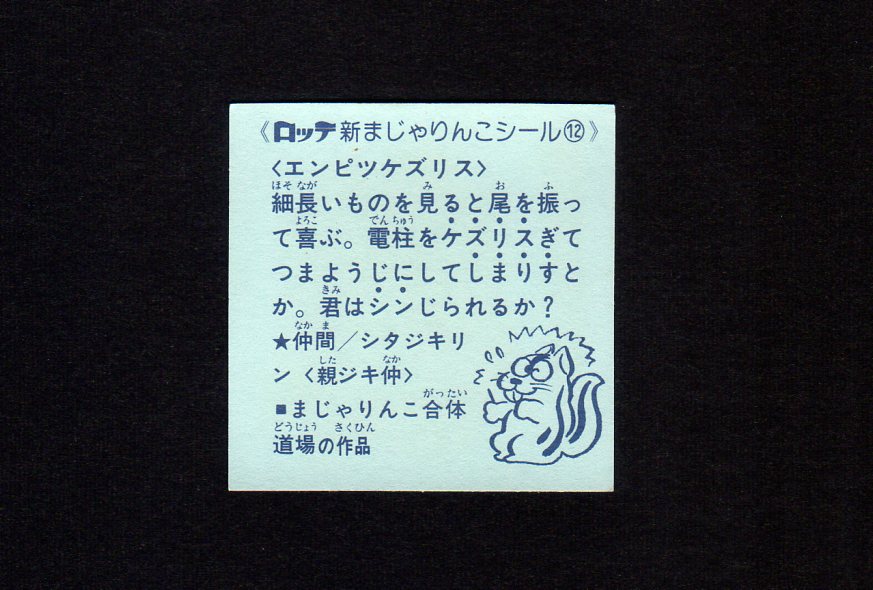 《ロッテ新まじゃりんこシール⑫》
〈エンピツケズリス〉
細長いものを見ると尾を振っ
て喜ぶ。電柱をケズリスぎて
つまようじにしてしまりすと
か。君はシンじられるか?
★仲間/シタジキリ
ン〈親ジキ仲〉
■まじゃりんこ合体
道場の作品